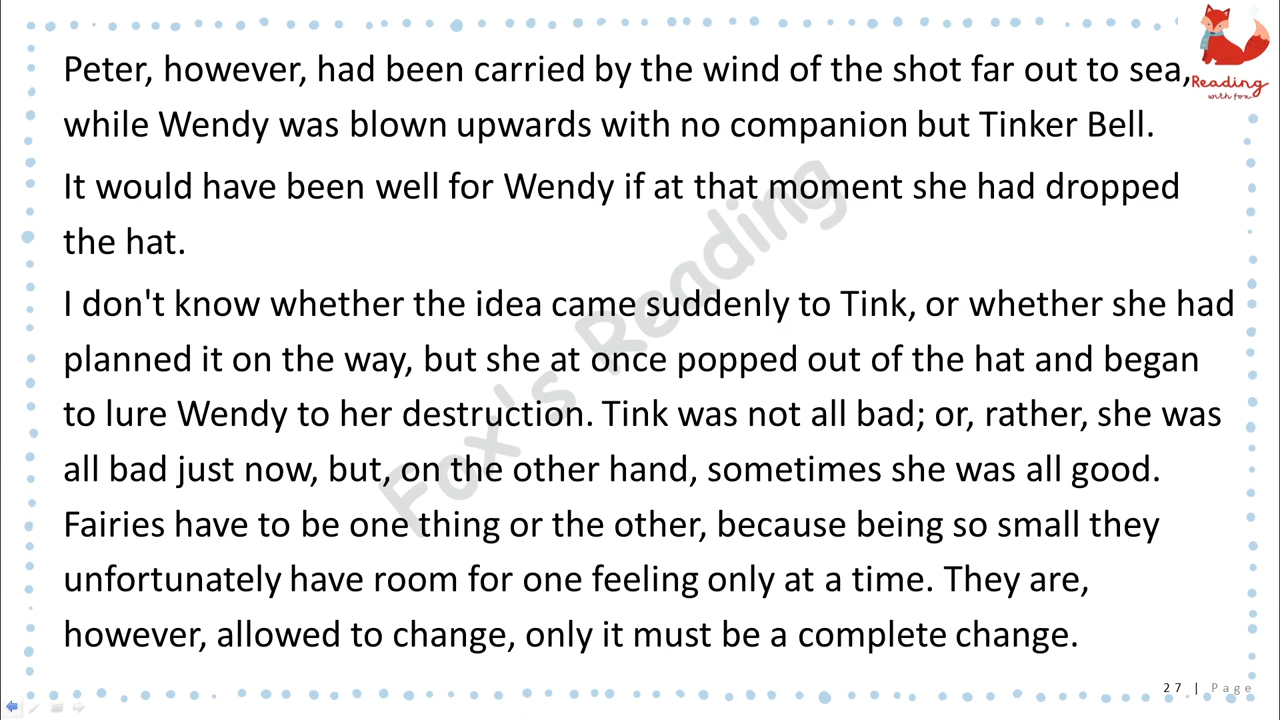 Peter, however, had been carried by the wind of the shot far out to sea,
while Wendy was blown upwards with no companion but Tinker Bell.
It would have been well for Wendy if at that moment she had dropped
the hat.
I don't know whether the idea came suddenly to Tink, or whether she had
planned it on the way, but she at once popped out of the hat and began
to lure Wendy to her destruction. Tink was not all bad; or, rather, she was
all bad just now, but, on the other hand, sometimes she was all good.
Fairies have to be one thing or the other, because being so small they
unfortunately have room for one feeling only at a time. They are,
however, allowed to change, only it must be a complete change.
Reading
with fox
Fox's Reading
27 | Page